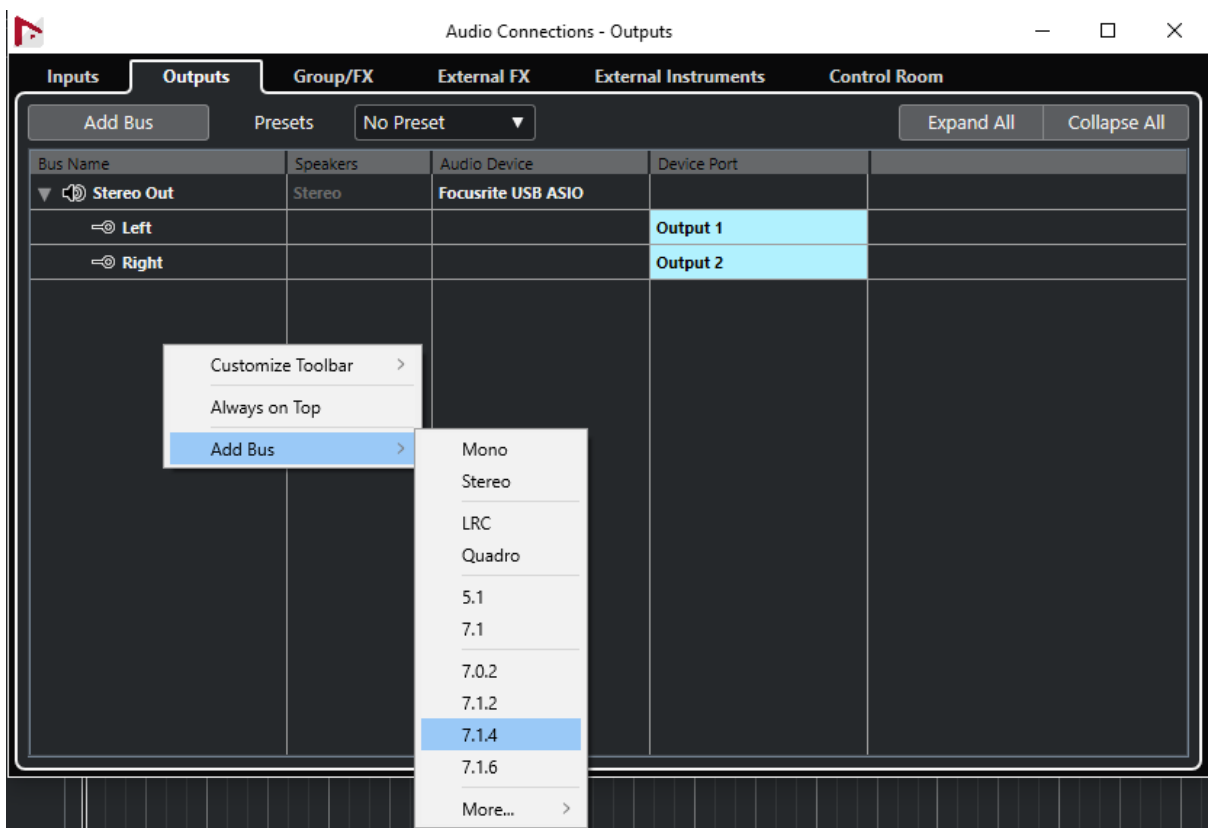 Audio Connections - Outputs
Inputs Outputs Group/FX External FX External Instruments Control Room
Add Bus Presets No Preset Expand All Collapse All
Bus Name Speakers Audio Device Device Port
Stereo Out Stereo Focusrite USB ASIO
Left Output 1
Right Output 2
Customize Toolbar
Always on Top
Add Bus
Mono
Stereo
LRC
Quadro
5.1
7.1
7.0.2
7.1.2
7.1.4
7.1.6
More...